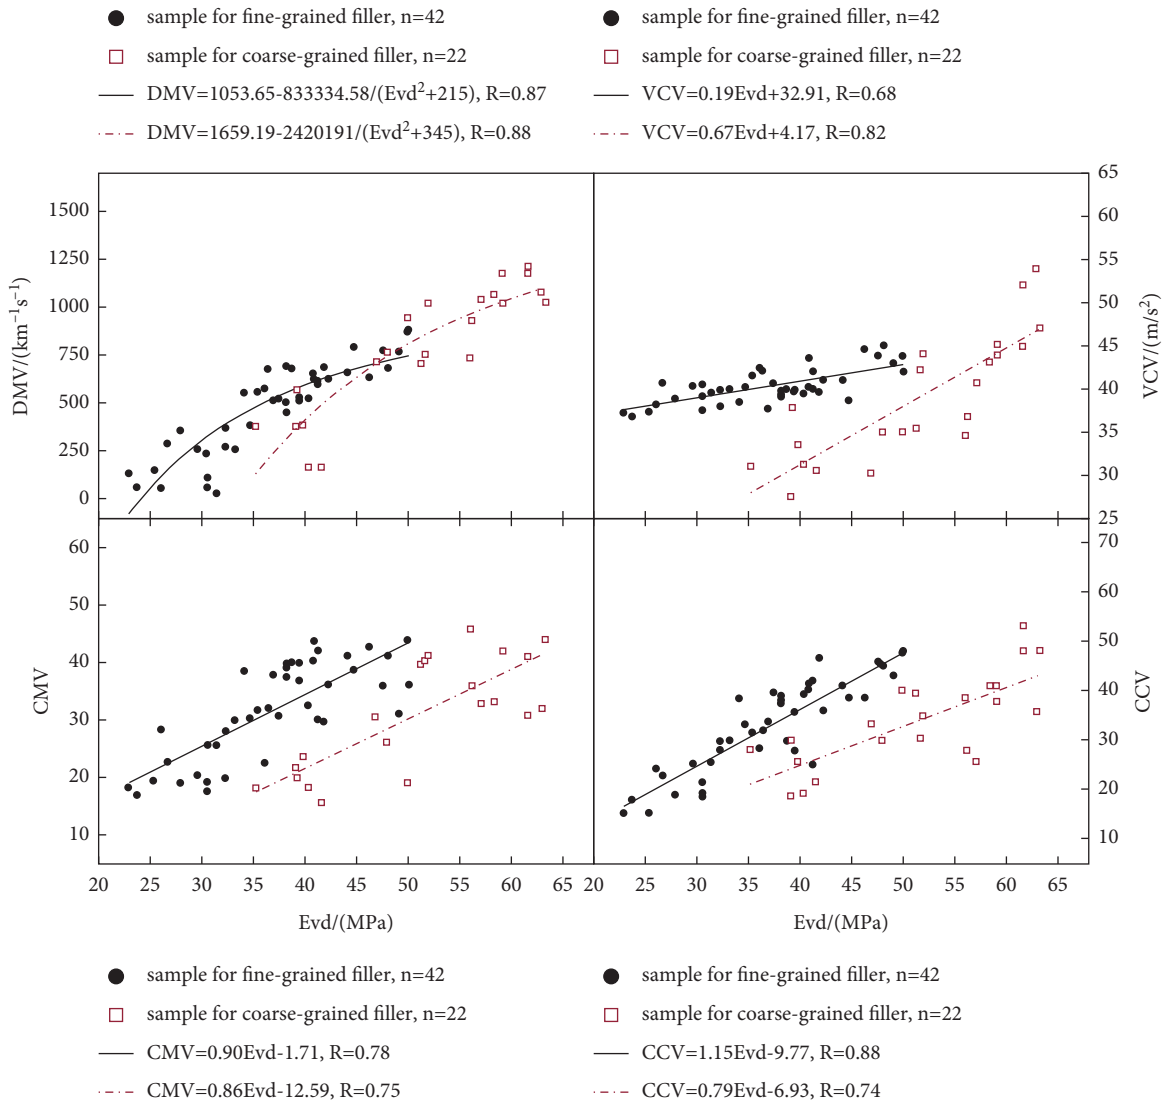 sample for fine-grained filler, n=42
sample for coarse-grained filler, n=22
DMV=1053.65-833334.58/(Evd²+215), R=0.87
DMV=1659.19-2420191/(Evd²+345), R=0.88
sample for fine-grained filler, n=42
sample for coarse-grained filler, n=22
VCV=0.19Evd+32.91, R=0.68
VCV=0.67Evd+4.17, R=0.82
DMV/(km⁻¹s⁻¹)
1500
1250
1000
750
500
250
0
VCV/(m/s²)
65
60
55
50
45
40
35
30
25
CMV
60
50
40
30
20
10
CCV
70
60
50
40
30
20
10
20 25 30 35 40 45 50 55 60 65
Evd/(MPa)
20 25 30 35 40 45 50 55 60 65
Evd/(MPa)
sample for fine-grained filler, n=42
sample for coarse-grained filler, n=22
CMV=0.90Evd-1.71, R=0.78
CMV=0.86Evd-12.59, R=0.75
sample for fine-grained filler, n=42
sample for coarse-grained filler, n=22
CCV=1.15Evd-9.77, R=0.88
CCV=0.79Evd-6.93, R=0.74